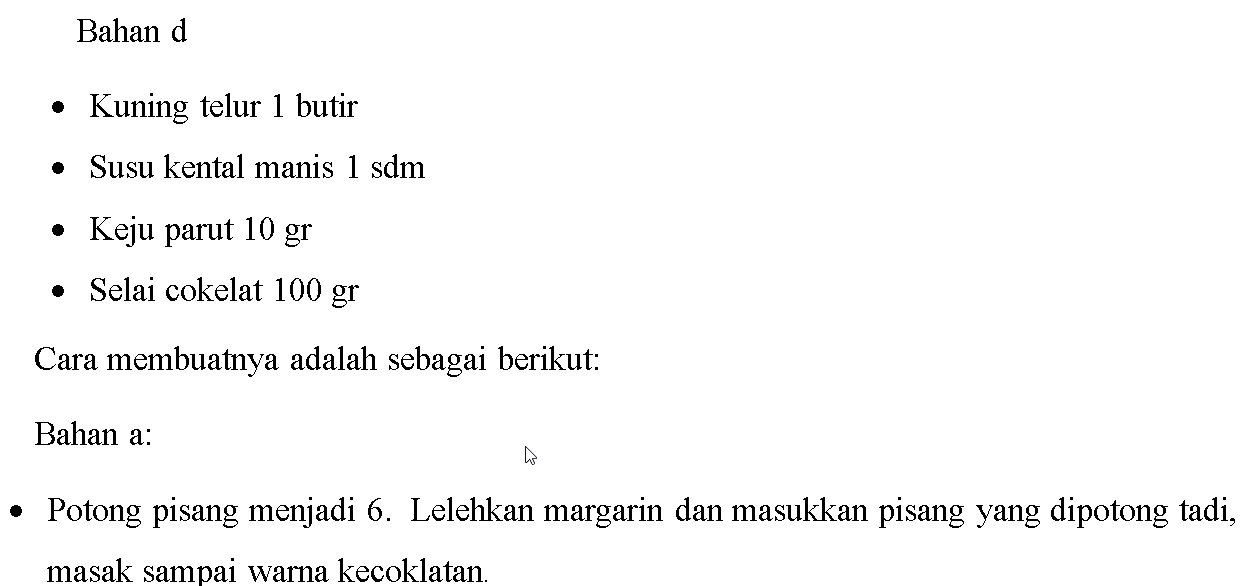 Bahan d
• Kuning telur 1 butir
• Susu kental manis 1 sdm
• Keju parut 10 gr
• Selai cokelat 100 gr
Cara membuatnya adalah sebagai berikut:
Bahan a:
• Potong pisang menjadi 6. Lelehkan margarin dan masukkan pisang yang dipotong tadi,
masak sampai warna kecoklatan.